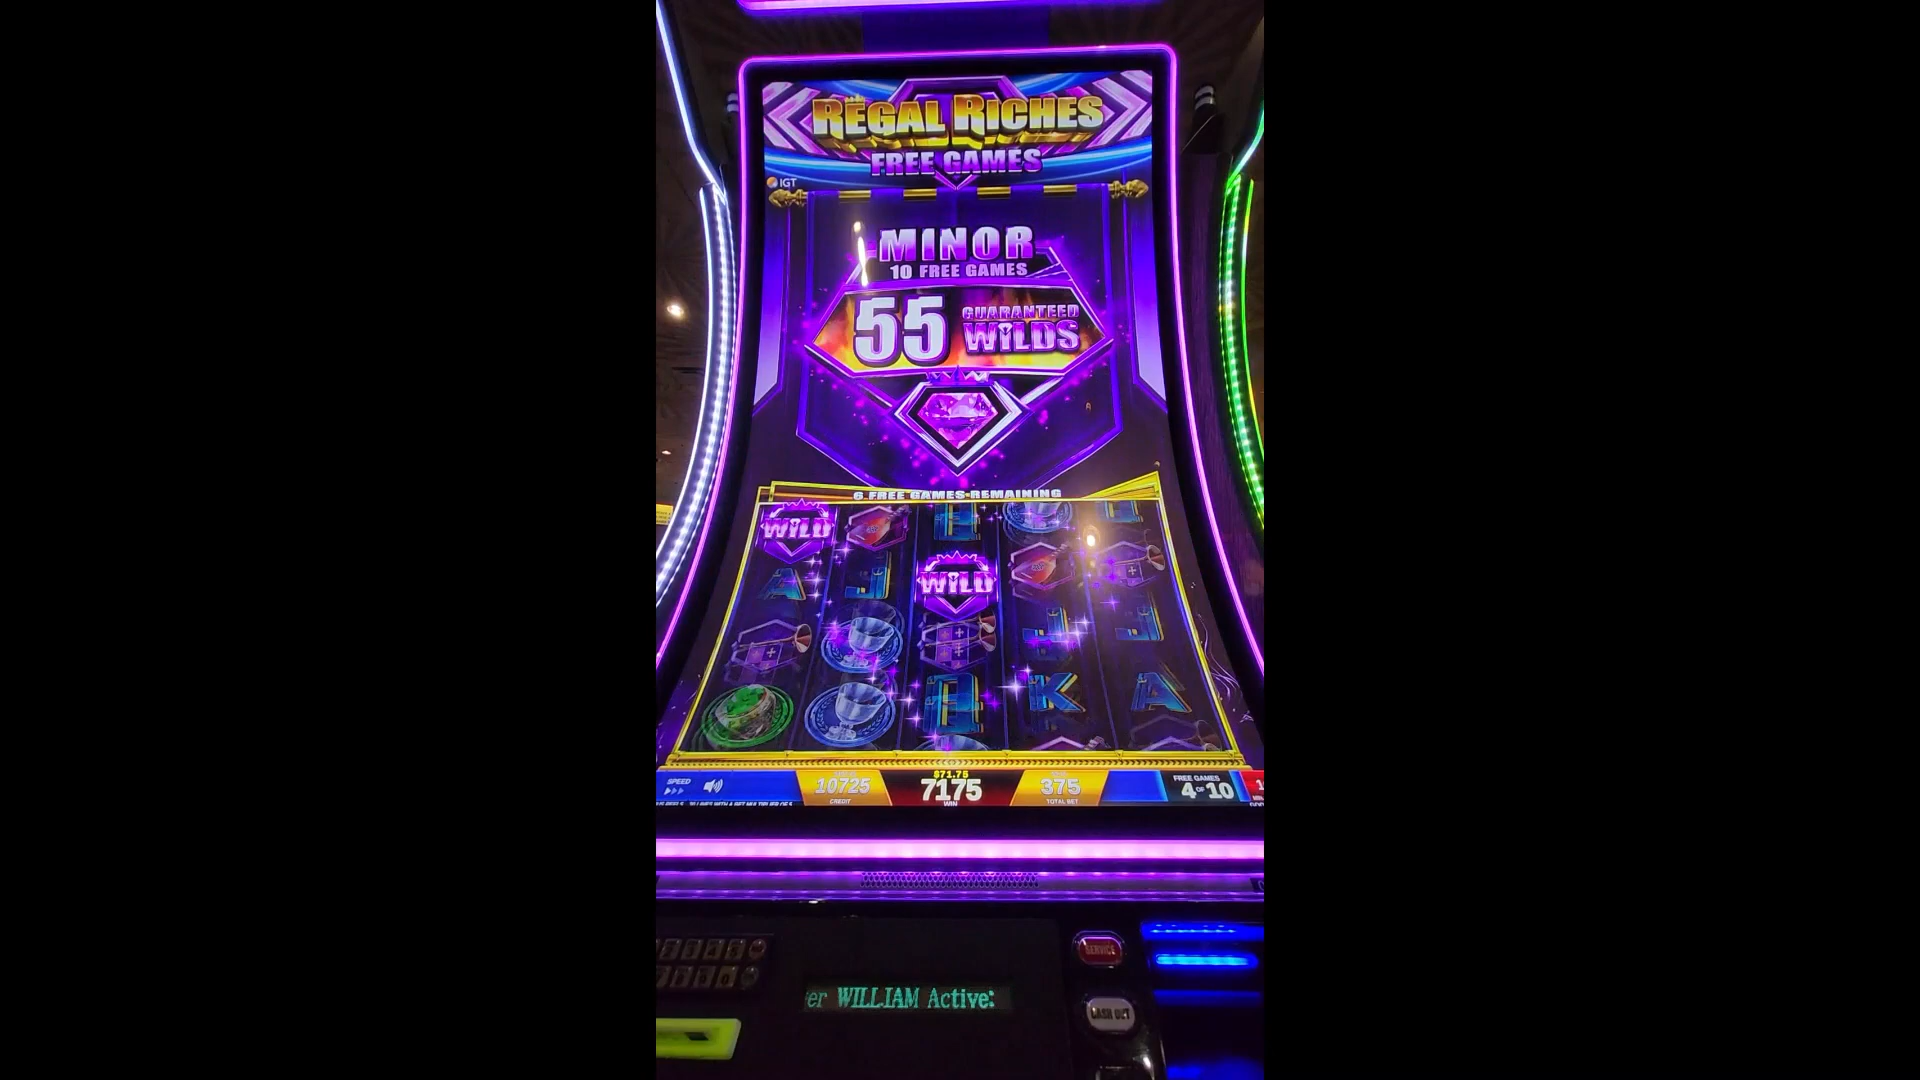 REGAL RICHES
FREE GAMES
IGT
MINOR
10 FREE GAMES
55 GUARANTEED
WILDS
6 FREE GAMES REMAINING
WILD
WILD
A J
J J
K A
SPEED
10725
CREDIT
$71.75
7175
WIN
375
TOTAL BET
FREE GAMES
4 OF 10
SERVICE
CASH OUT
er WILLIAM Active: